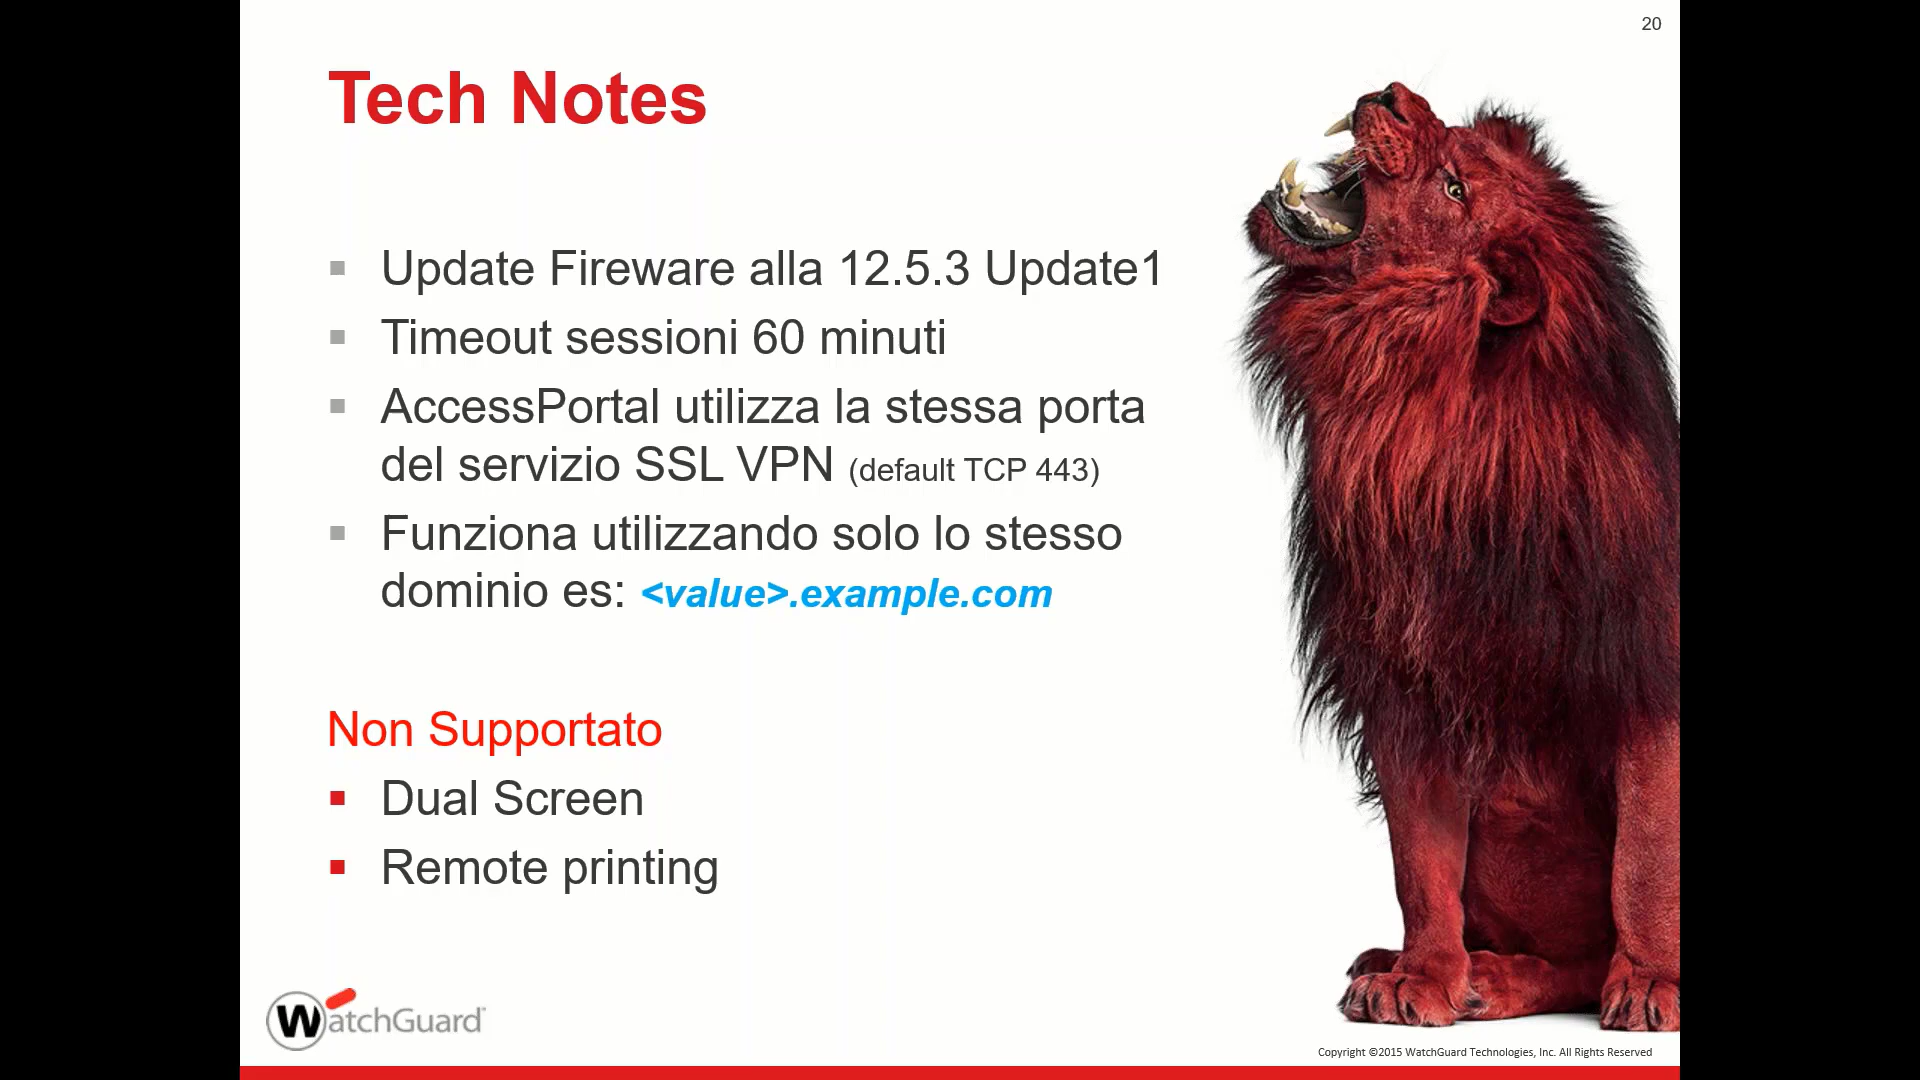 20
Tech Notes
Update Fireware alla 12.5.3 Update1
Timeout sessioni 60 minuti
AccessPortal utilizza la stessa porta
del servizio SSL VPN (default TCP 443)
Funziona utilizzando solo lo stesso
dominio es: <value>.example.com
Non Supportato
Dual Screen
Remote printing
WatchGuard
Copyright ©2015 WatchGuard Technologies, Inc. All Rights Reserved